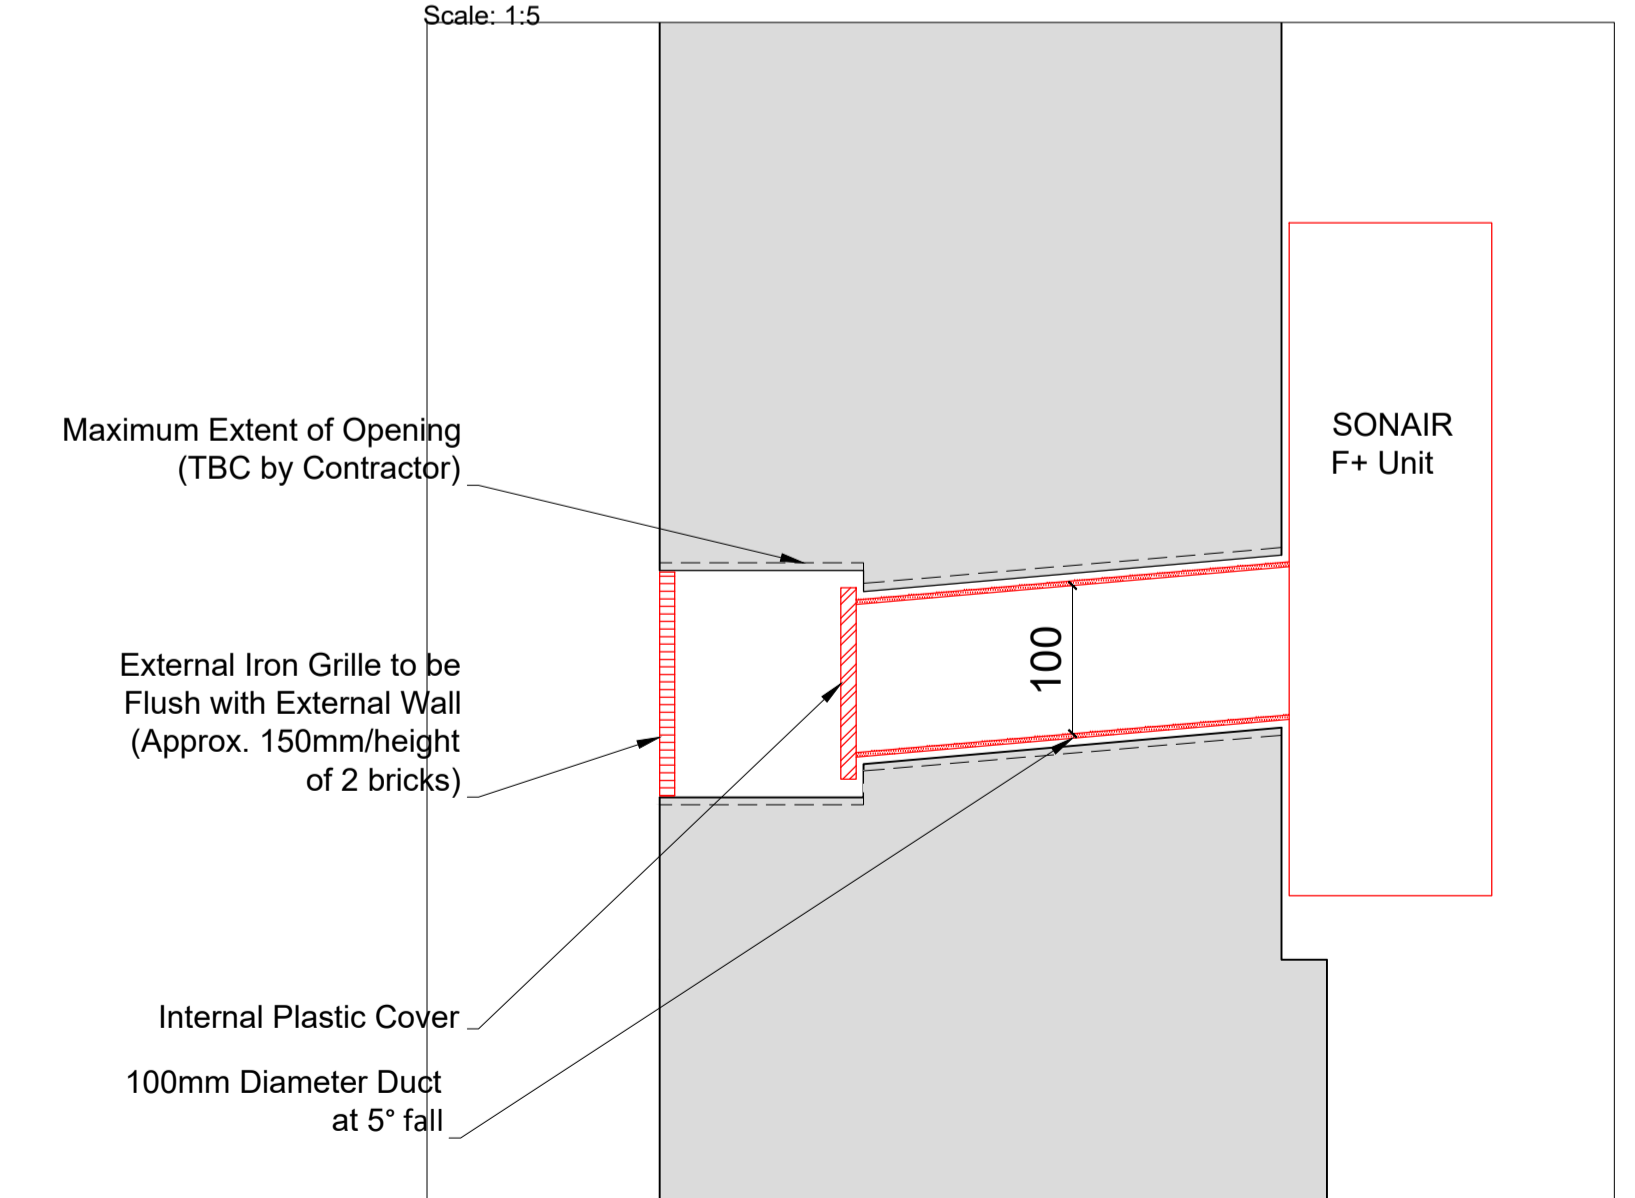 Scale: 1:5
Maximum Extent of Opening
(TBC by Contractor)
SONAIR
F+ Unit
External Iron Grille to be
Flush with External Wall
(Approx. 150mm/height
of 2 bricks)
100
Internal Plastic Cover
100mm Diameter Duct
at 5° fall